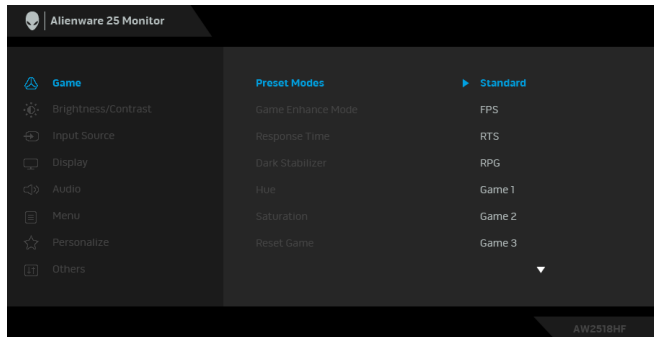 Alienware 25 Monitor
Game Preset Modes Standard
Brightness/Contrast Game Enhance Mode FPS
Input Source Response Time RTS
Display Dark Stabilizer RPG
Audio Hue Game 1
Menu Saturation Game 2
Personalize Reset Game Game 3
Others
AW2518HF